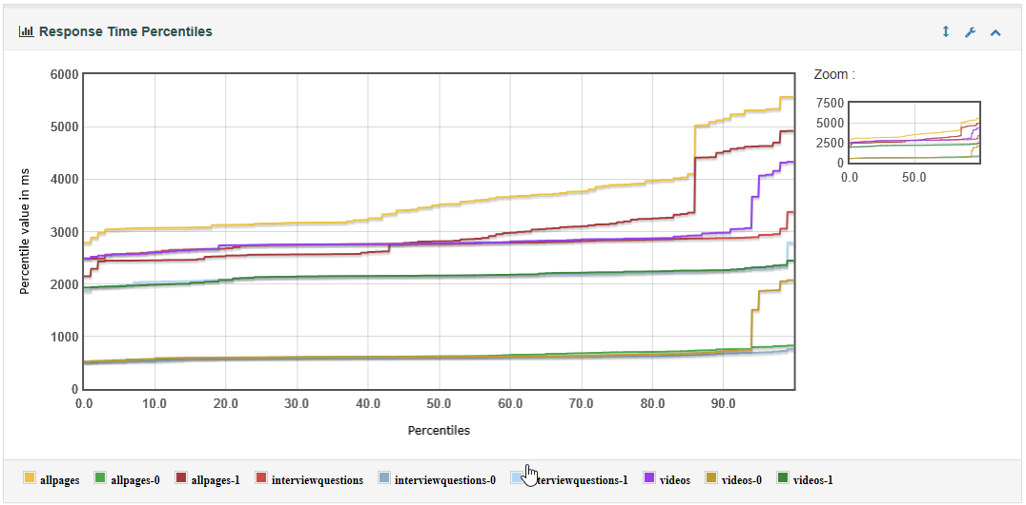 Response Time Percentiles
Zoom :
6000
5000
4000
3000
2000
1000
0
Percentile value in ms
0.0 10.0 20.0 30.0 40.0 50.0 60.0 70.0 80.0 90.0
Percentiles
7500
5000
2500
0
0.0 50.0
allpages allpages-0 allpages-1 interviewquestions interviewquestions-0 terviewquestions-1 videos videos-0 videos-1